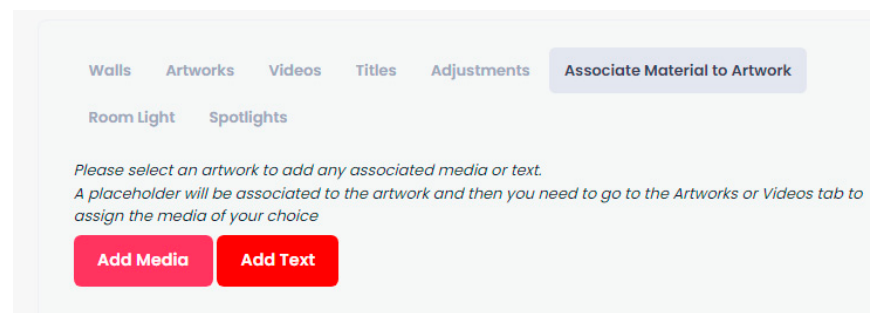 Walls Artworks Videos Titles Adjustments Associate Material to Artwork
Room Light Spotlights
Please select an artwork to add any associated media or text.
A placeholder will be associated to the artwork and then you need to go to the Artworks or Videos tab to
assign the media of your choice
Add Media Add Text